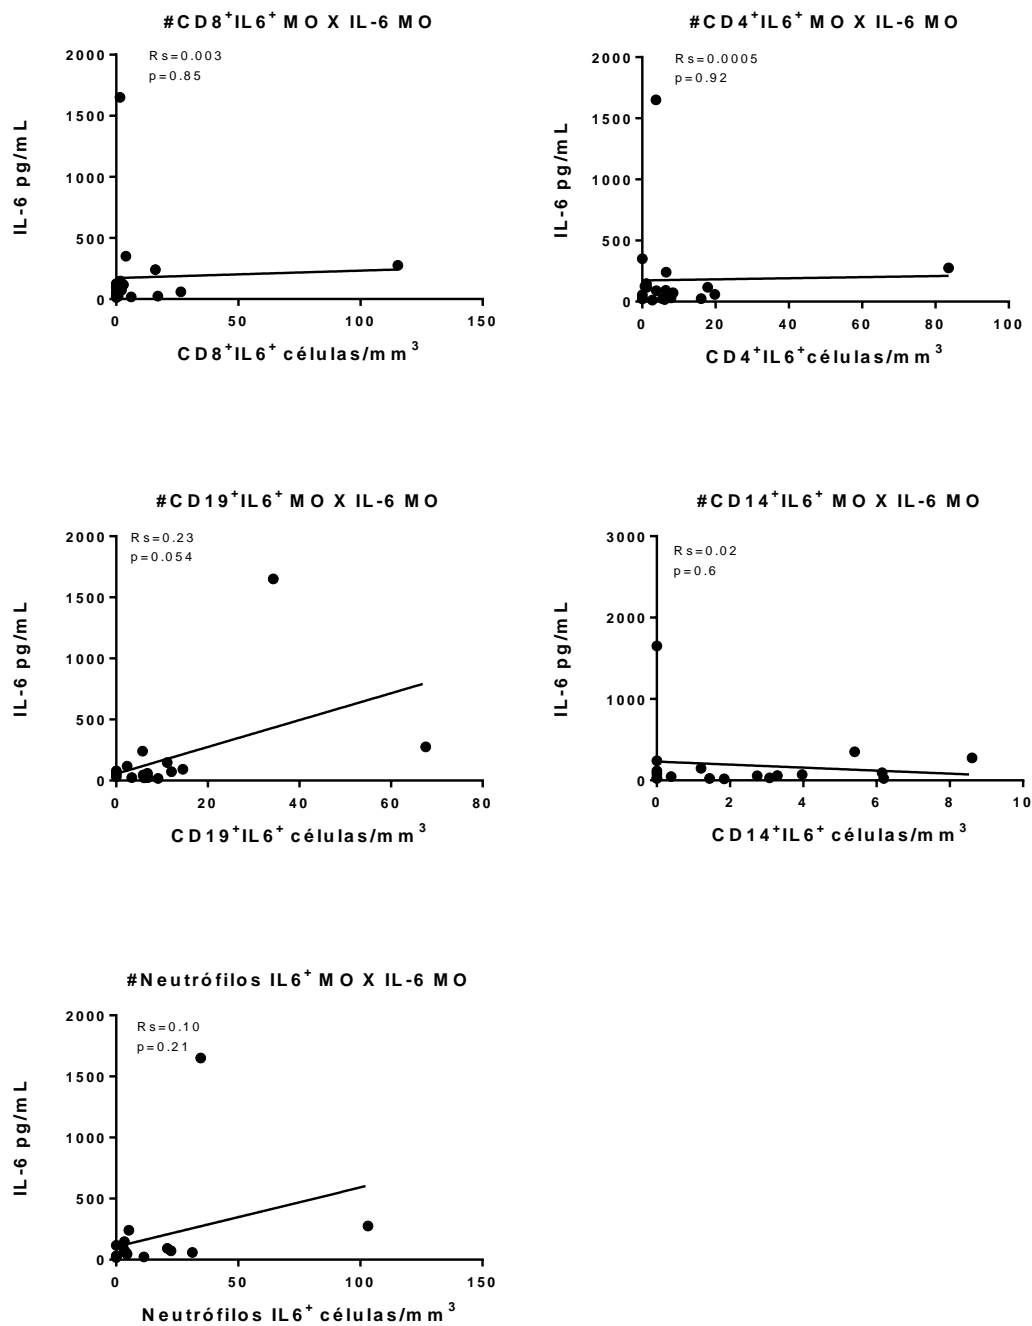 #CD8⁺IL6⁺ MO X IL-6 MO
Rs=0.003
p=0.85
IL-6 pg/mL
2000
1500
1000
500
0
0 50 100 150
CD8⁺IL6⁺ células/mm³
#CD4⁺IL6⁺ MO X IL-6 MO
Rs=0.0005
p=0.92
IL-6 pg/mL
2000
1500
1000
500
0
0 20 40 60 80 100
CD4⁺IL6⁺ células/mm³
#CD19⁺IL6⁺ MO X IL-6 MO
Rs=0.23
p=0.054
IL-6 pg/mL
2000
1500
1000
500
0
0 20 40 60 80
CD19⁺IL6⁺ células/mm³
#CD14⁺IL6⁺ MO X IL-6 MO
Rs=0.02
p=0.6
IL-6 pg/mL
3000
2000
1000
0
0 2 4 6 8 10
CD14⁺IL6⁺ células/mm³
#Neutrófilos IL6⁺ MO X IL-6 MO
Rs=0.10
p=0.21
IL-6 pg/mL
2000
1500
1000
500
0
0 50 100 150
Neutrófilos IL6⁺ células/mm³